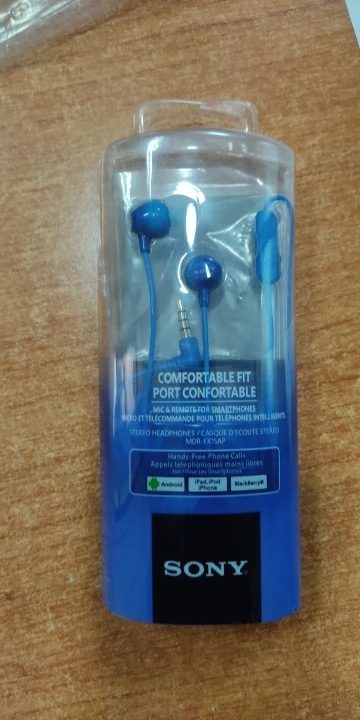 COMFORTABLE FIT
PORT CONFORTABLE
MIC & REMOTE FOR SMARTPHONES
MICRO ET TÉLÉCOMMANDE POUR TÉLÉPHONES INTELLIGENTS
STEREO HEADPHONES / CASQUE D'ÉCOUTE STÉRÉO
MDR-EX15AP
Hands-Free Phone Calls
Appels téléphoniques mains libres
Android
iPad, iPod
iPhone
BlackBerry®
SONY